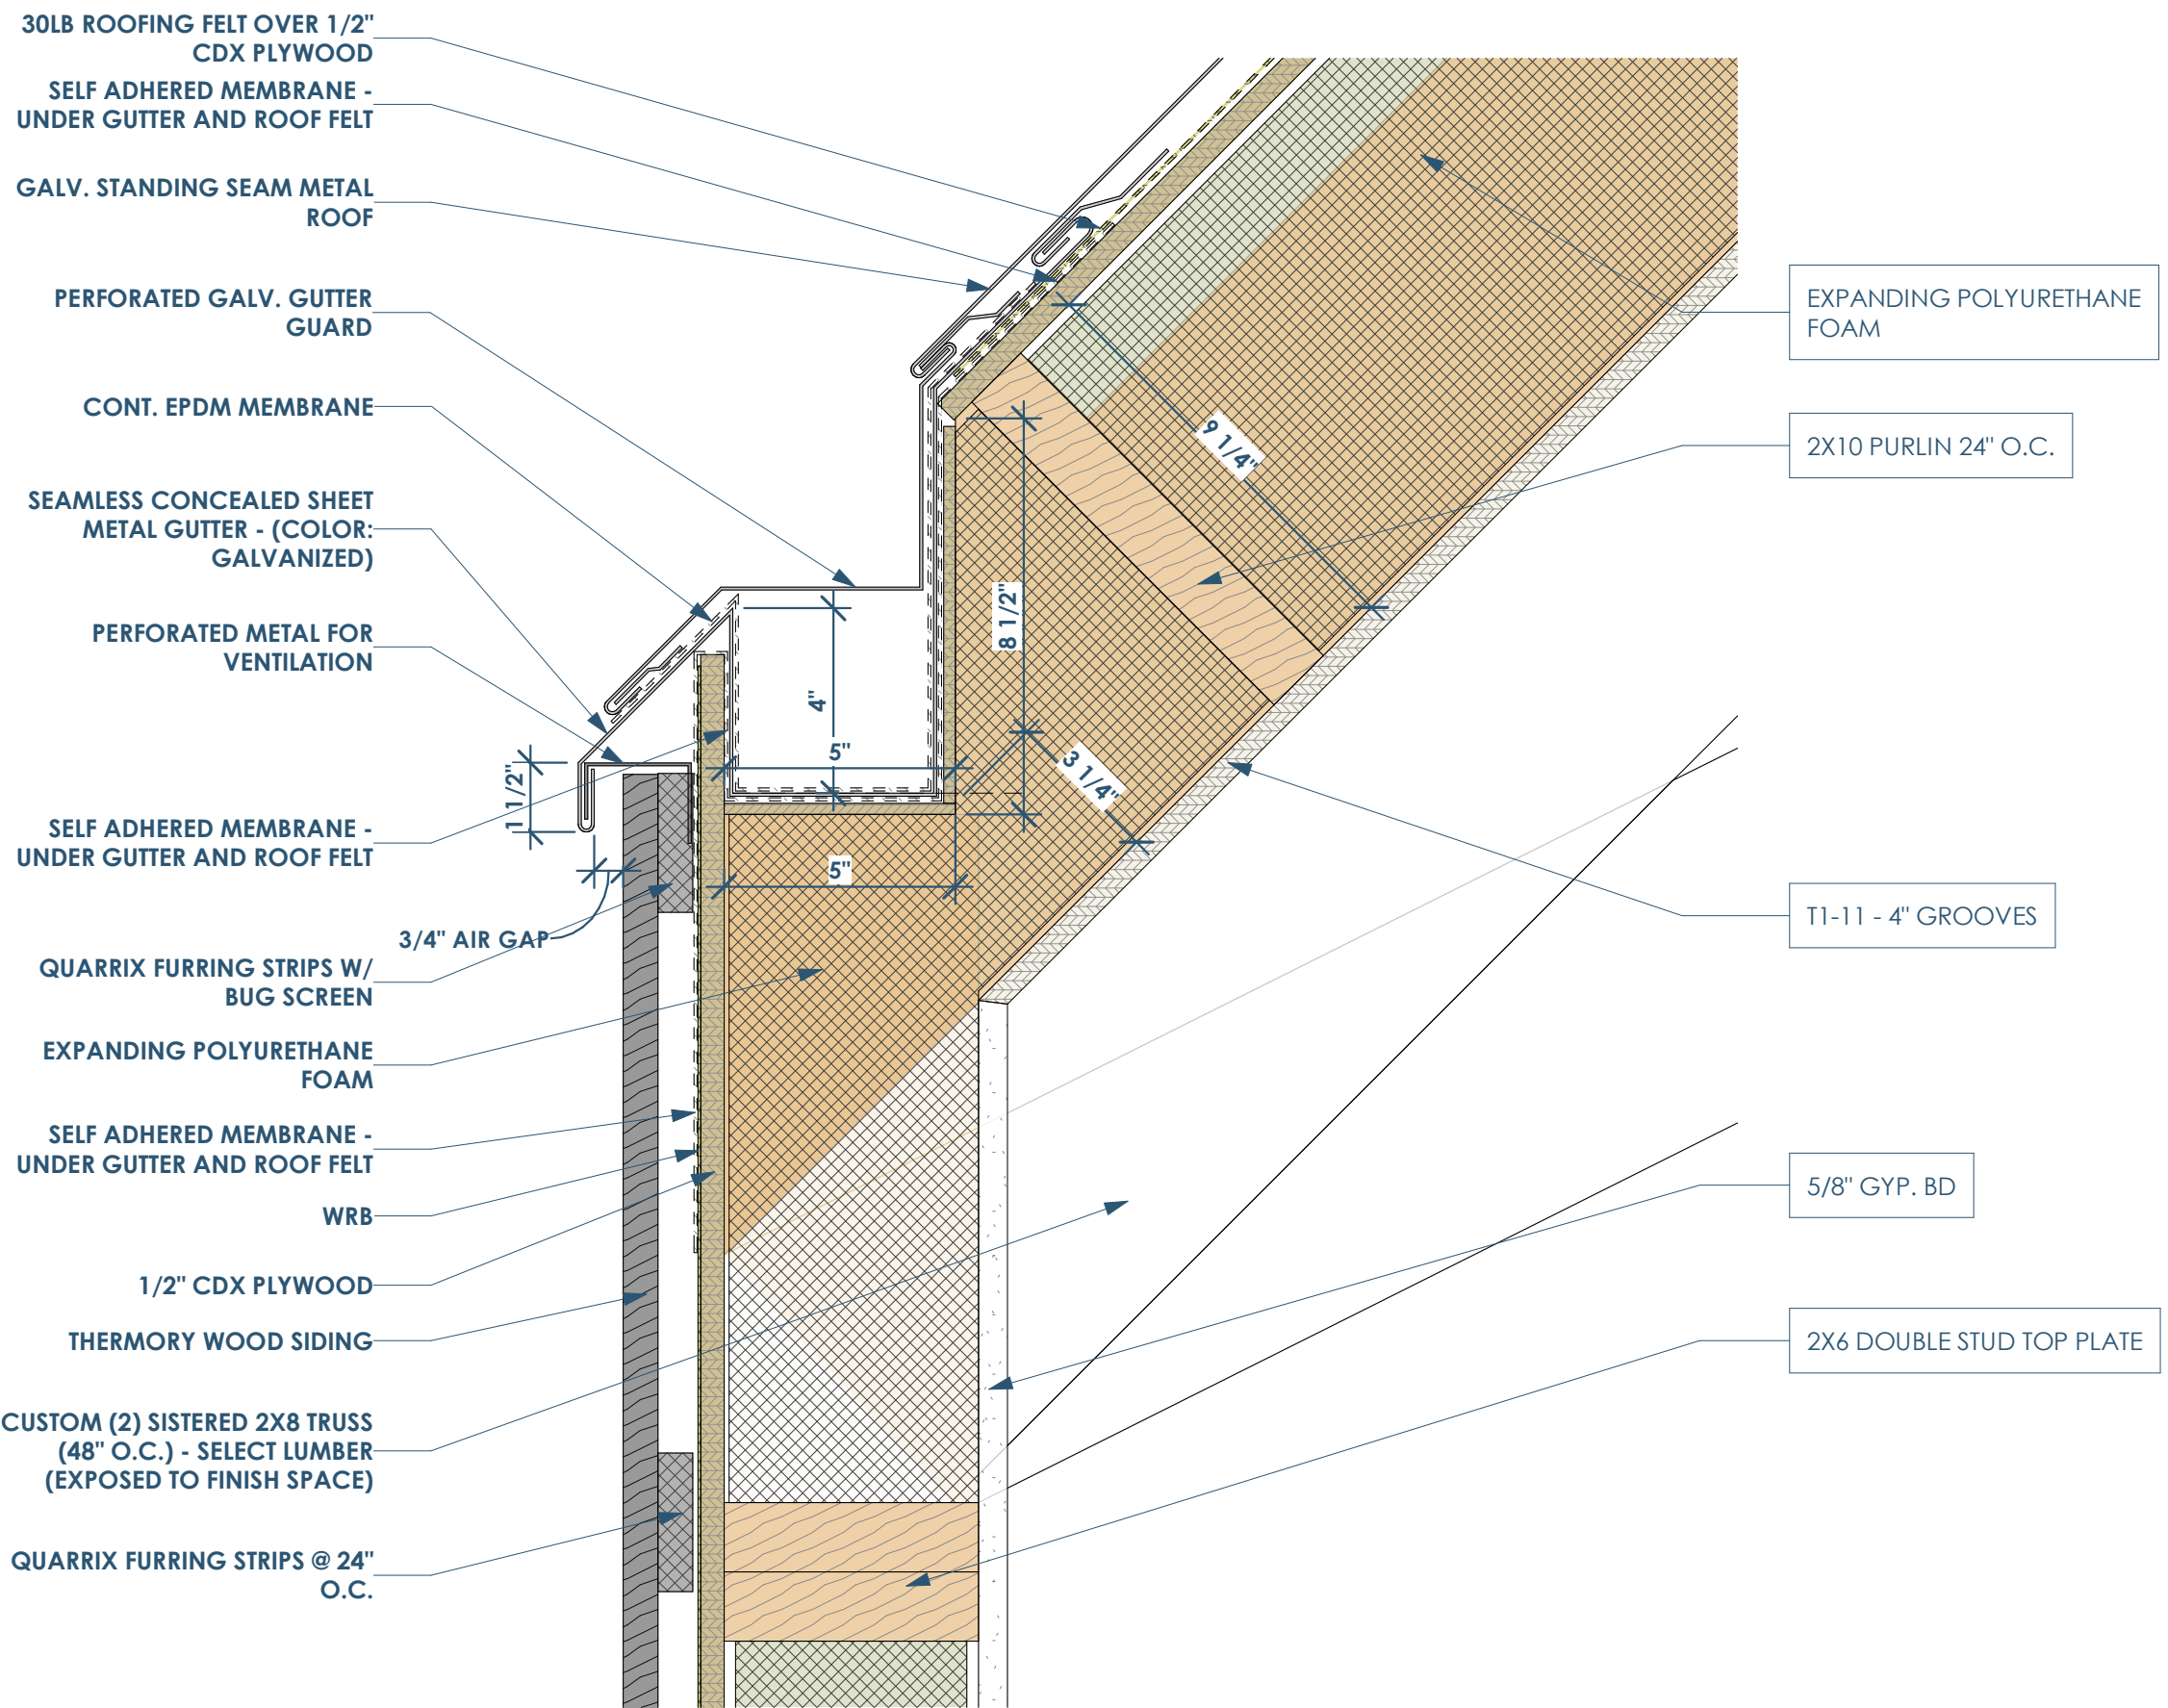 30LB ROOFING FELT OVER 1/2"
CDX PLYWOOD
SELF ADHERED MEMBRANE -
UNDER GUTTER AND ROOF FELT
GALV. STANDING SEAM METAL
ROOF
PERFORATED GALV. GUTTER
GUARD
CONT. EPDM MEMBRANE
SEAMLESS CONCEALED SHEET
METAL GUTTER - (COLOR:
GALVANIZED)
PERFORATED METAL FOR
VENTILATION
SELF ADHERED MEMBRANE -
UNDER GUTTER AND ROOF FELT
3/4" AIR GAP
QUARRIX FURRING STRIPS W/
BUG SCREEN
EXPANDING POLYURETHANE
FOAM
SELF ADHERED MEMBRANE -
UNDER GUTTER AND ROOF FELT
WRB
1/2" CDX PLYWOOD
THERMORY WOOD SIDING
CUSTOM (2) SISTERED 2X8 TRUSS
(48" O.C.) - SELECT LUMBER
(EXPOSED TO FINISH SPACE)
QUARRIX FURRING STRIPS @ 24"
O.C.
9 1/4"
8 1/2"
4"
5"
3 1/4"
1 1/2"
5"
EXPANDING POLYURETHANE
FOAM
2X10 PURLIN 24" O.C.
T1-11 - 4" GROOVES
5/8" GYP. BD
2X6 DOUBLE STUD TOP PLATE